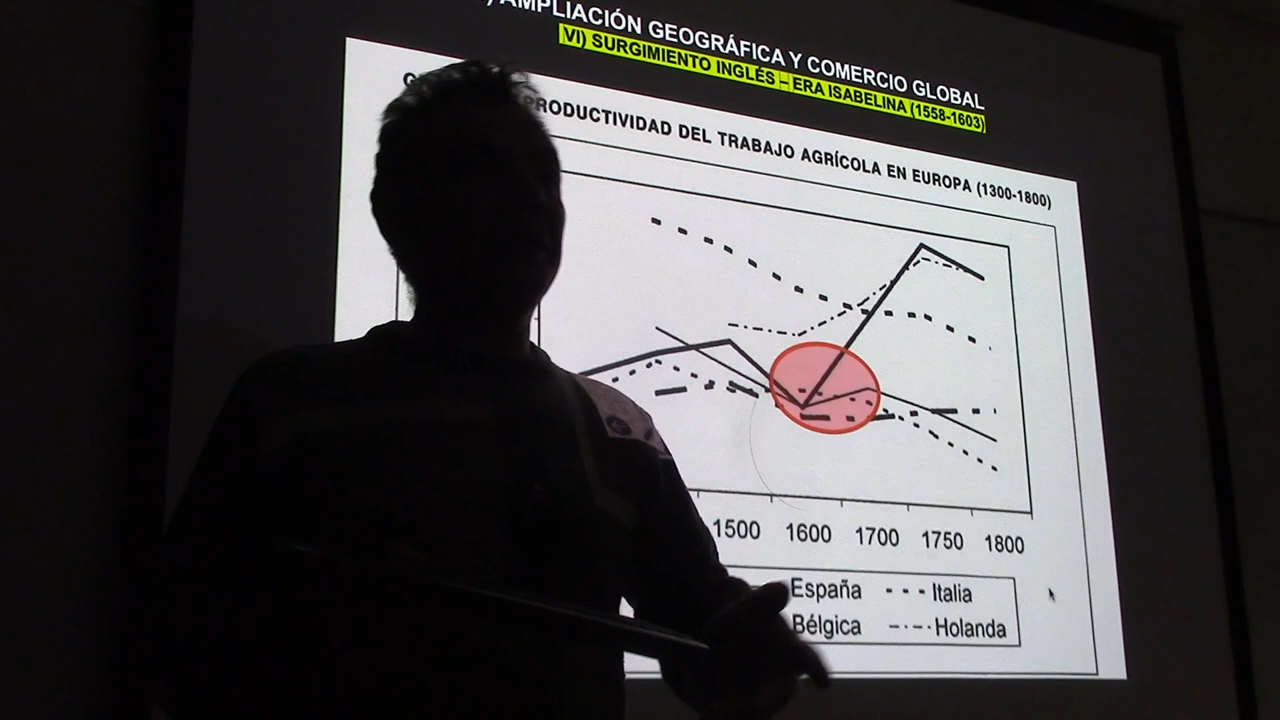 AMPLIACIÓN GEOGRÁFICA Y COMERCIO GLOBAL
VI) SURGIMIENTO INGLÉS – ERA ISABELINA (1558-1603)
PRODUCTIVIDAD DEL TRABAJO AGRÍCOLA EN EUROPA (1300-1800)
1500 1600 1700 1750 1800
España Italia
Bélgica Holanda